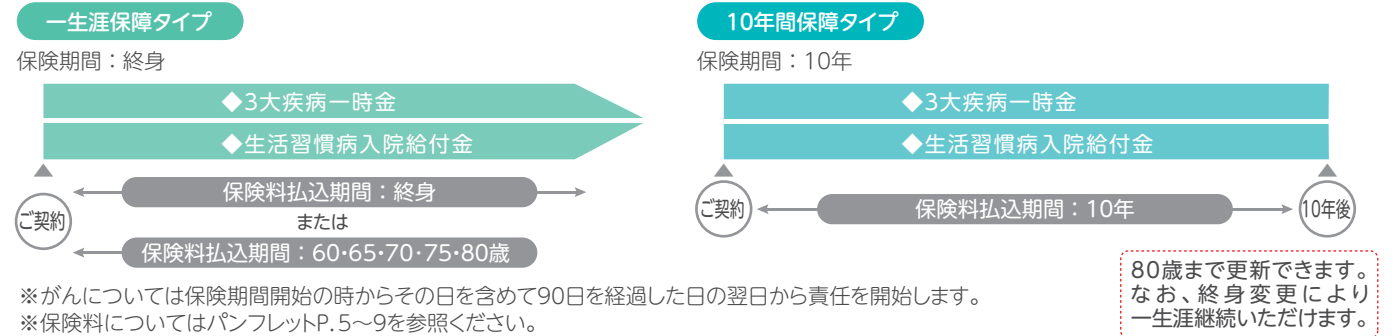 一生涯保障タイプ
保険期間：終身
◆3大疾病一時金
◆生活習慣病入院給付金
ご契約
保険料払込期間：終身
または
保険料払込期間：60・65・70・75・80歳
10年間保障タイプ
保険期間：10年
◆3大疾病一時金
◆生活習慣病入院給付金
ご契約
保険料払込期間：10年
10年後
80歳まで更新できます。
なお、終身変更により
一生涯継続いただけます。
※がんについては保険期間開始の時からその日を含めて90日を経過した日の翌日から責任を開始します。
※保険料についてはパンフレットP.5～9を参照ください。